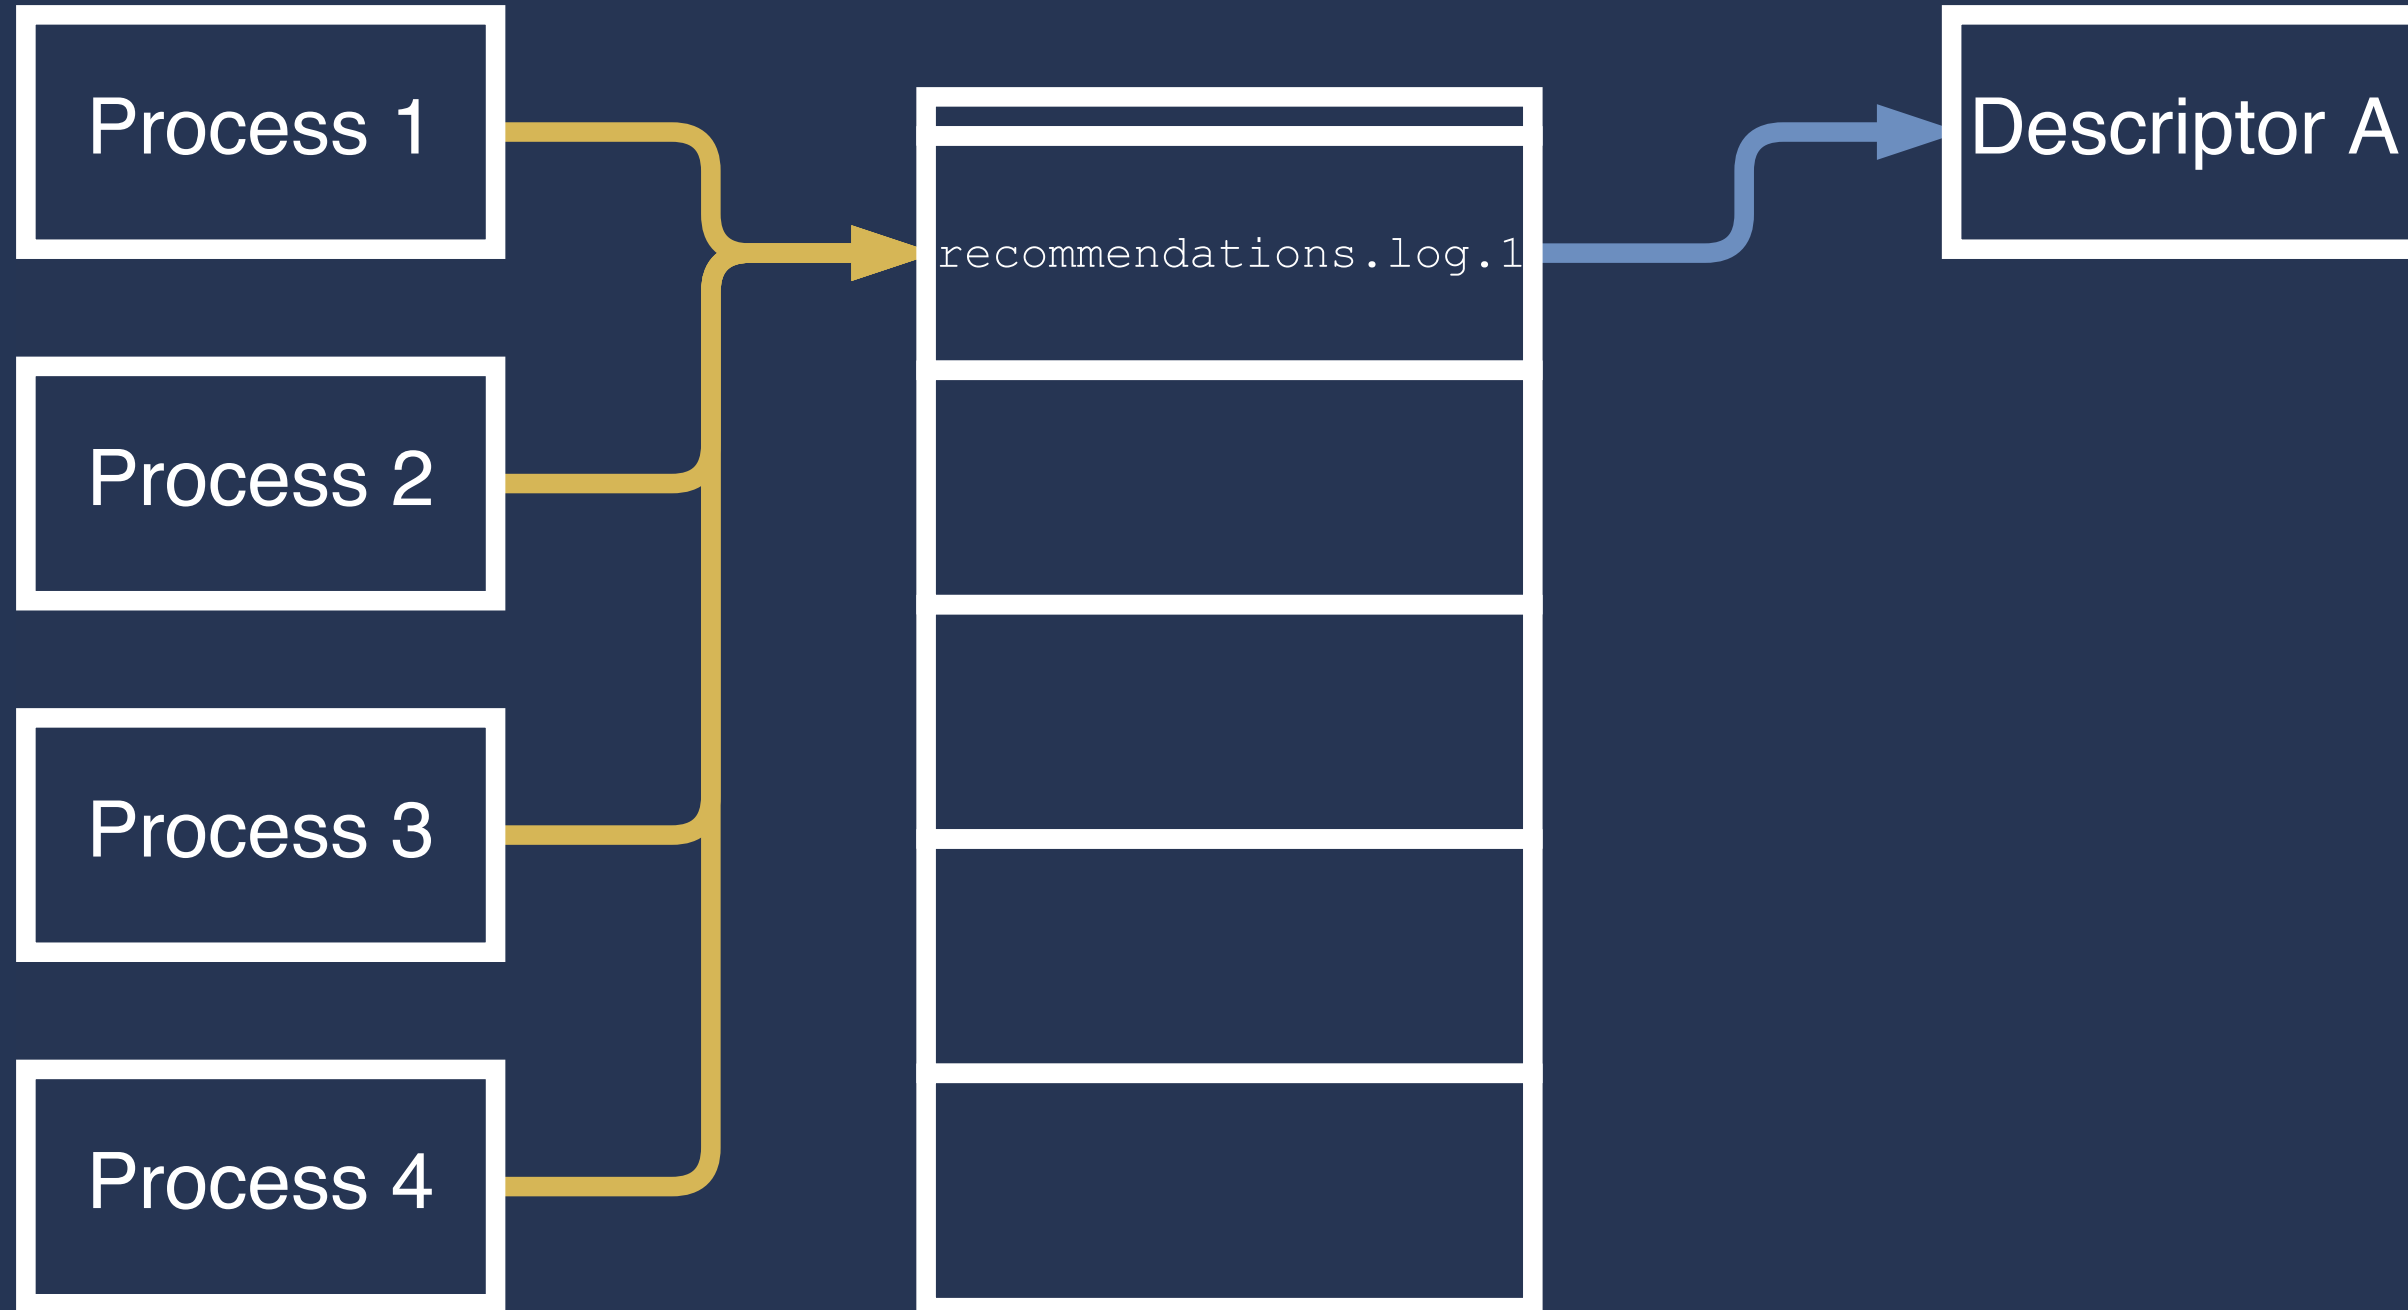 Process 1
recommendations.log.1
Descriptor A
Process 2
Process 3
Process 4